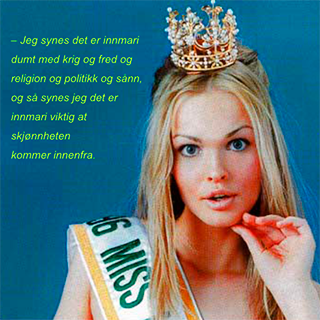 – Jeg synes det er innmari
dumt med krig og fred og
religion og politikk og sånn,
og så synes jeg det er
innmari viktig at
skjønnheten
kommer innenfra.
96 MISS